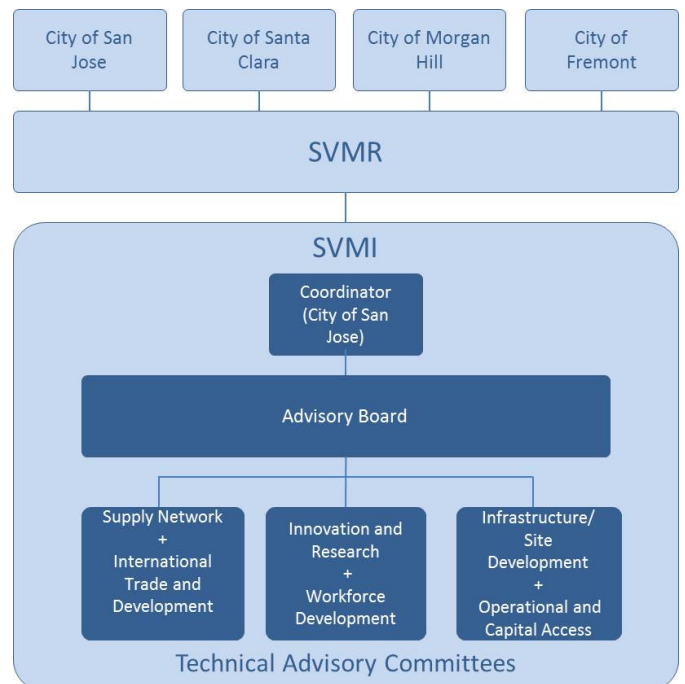 City of San
Jose
City of Santa
Clara
City of Morgan
Hill
City of
Fremont
SVMR
SVMI
Coordinator
(City of San
Jose)
Advisory Board
Supply Network
+
International
Trade and
Development
Innovation and
Research
+
Workforce
Development
Infrastructure/
Site
Development
+
Operational and
Capital Access
Technical Advisory Committees